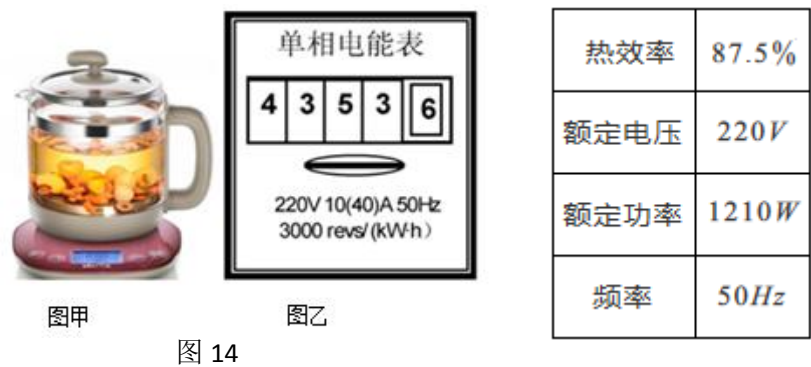 单相电能表
4 3 5 3 6
220V 10(40)A 50Hz
3000 revs/(kW·h)
图甲
图乙
图 14
热效率 87.5%
额定电压 220V
额定功率 1210W
频率 50Hz